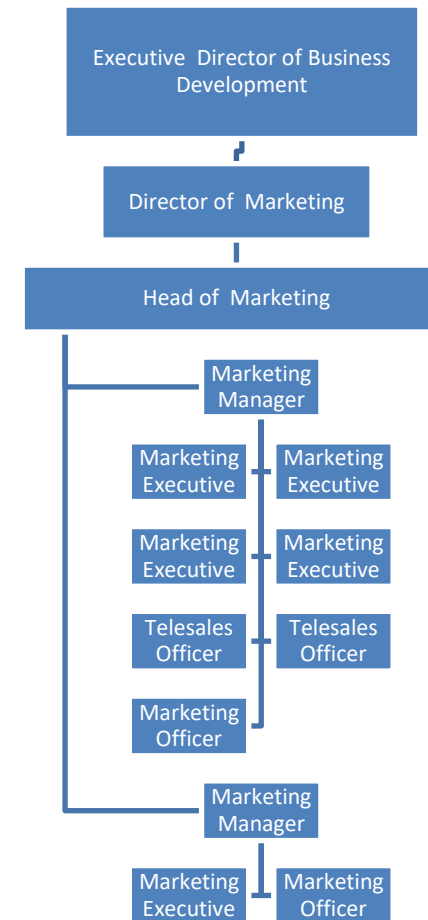 Executive Director of Business
Development
Director of Marketing
Head of Marketing
Marketing
Manager
Marketing
Executive
Marketing
Executive
Marketing
Executive
Marketing
Executive
Telesales
Officer
Telesales
Officer
Marketing
Officer
Marketing
Manager
Marketing
Executive
Marketing
Officer